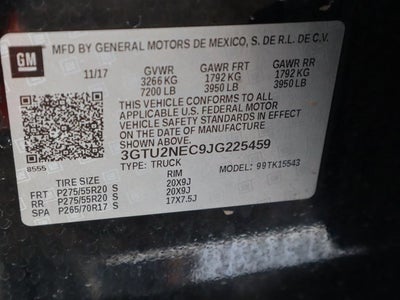 GM
MFD BY GENERAL MOTORS DE MEXICO, S. DE R.L. DE C.V.
11/17 GVWR GAWR FRT GAWR RR
3266 KG 1792 KG 1792 KG
7200 LB 3950 LB 3950 LB
THIS VEHICLE CONFORMS TO ALL
APPLICABLE U.S. FEDERAL MOTOR
VEHICLE SAFETY STANDARDS IN EFFECT
ON THE DATE OF MANUFACTURE SHOWN ABOVE.
8555 3GTU2NEC9JG225459
TYPE: TRUCK MODEL: 99TK15543
TIRE SIZE RIM
FRT P275/55R20 S 20X9J
RR P275/55R20 S 20X9J
SPA P265/70R17 S 17X7.5J